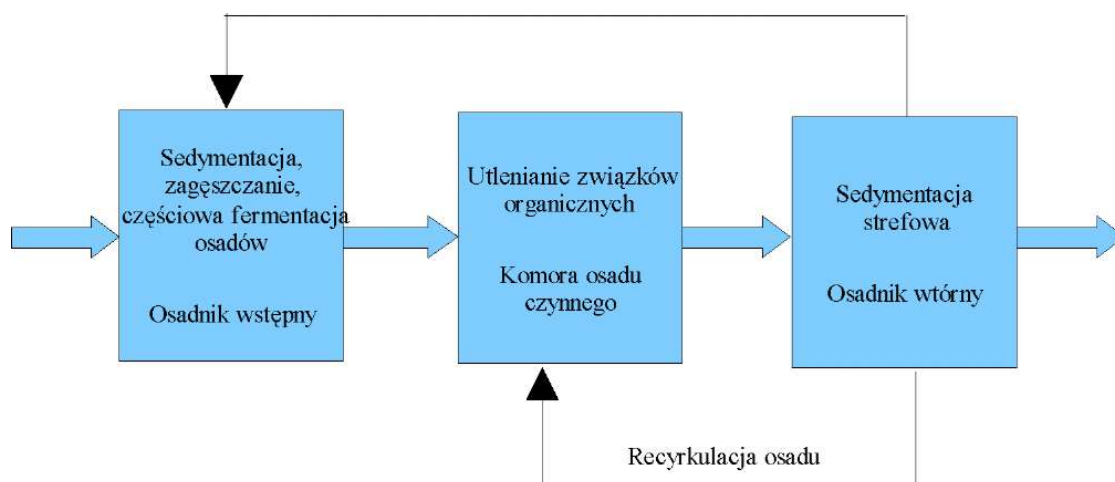 Sedymentacja,
zagęszczanie,
częściowa fermentacja
osadów
Osadnik wstępny
Utlenianie związków
organicznych
Komora osadu
czynnego
Sedymentacja
strefowa
Osadnik wtórny
Recyrkulacja osadu